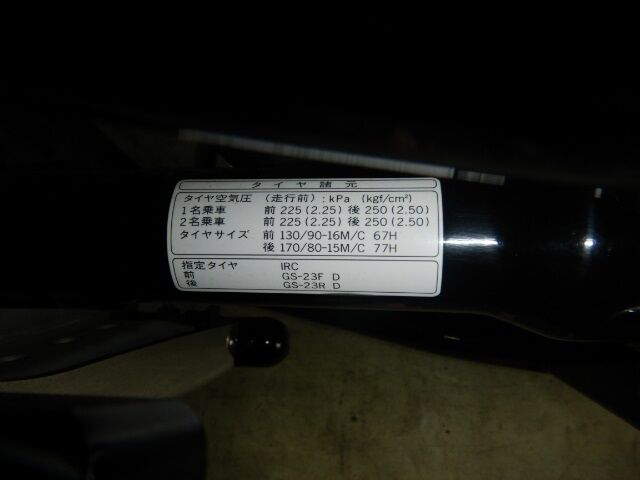 タイヤ諸元
タイヤ空気圧 (走行前) : kPa (kgf/cm²)
1名乗車 前 225 (2.25) 後 250 (2.50)
2名乗車 前 225 (2.25) 後 250 (2.50)
タイヤサイズ 前 130/90-16M/C 67H
後 170/80-15M/C 77H
指定タイヤ IRC
前 GS-23F D
後 GS-23R D